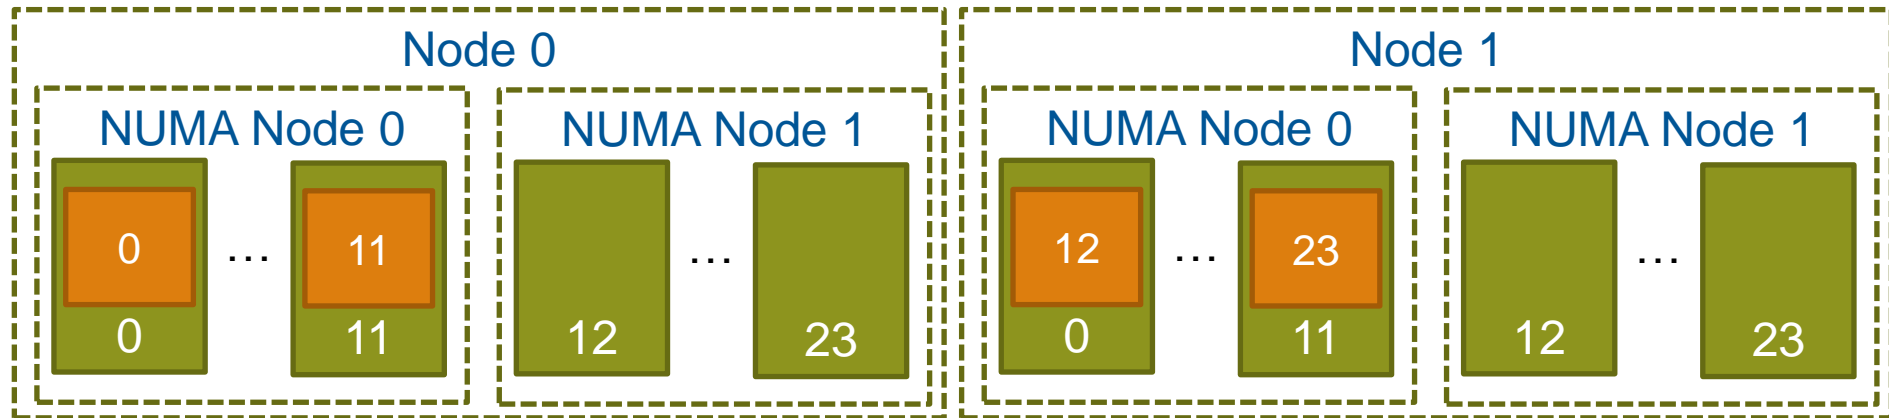 Node 0
Node 1
NUMA Node 0
NUMA Node 1
NUMA Node 0
NUMA Node 1
0 ... 11
...
12 ... 23
...
0 11
12 23
0 11
12 23